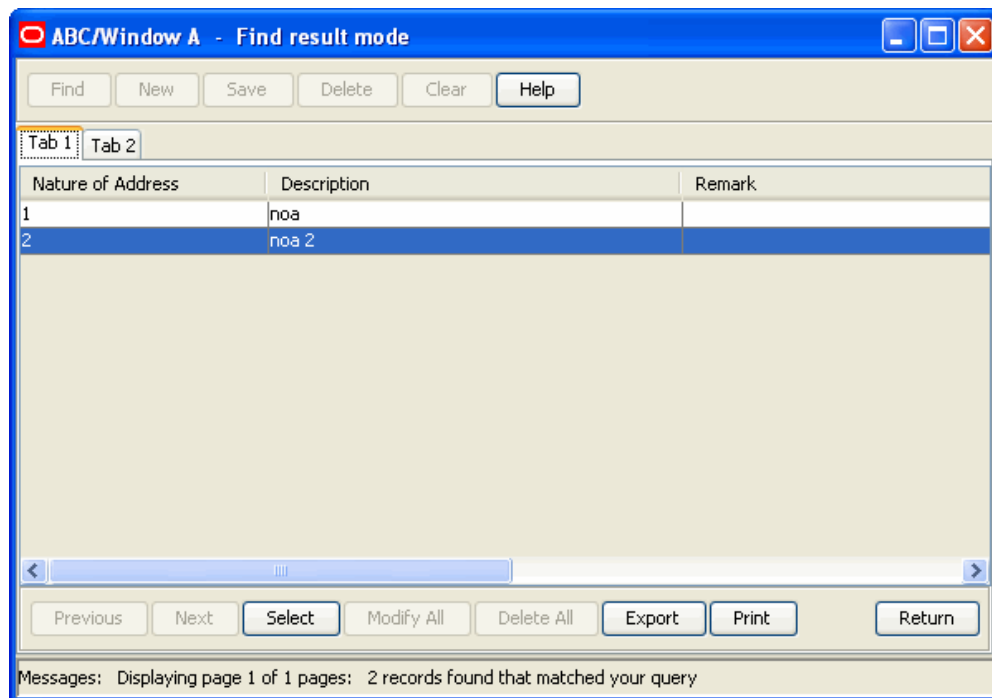 ABC/Window A - Find result mode
Find New Save Delete Clear Help
Tab 1 Tab 2
Nature of Address Description Remark
1 noa
2 noa 2
Previous Next Select Modify All Delete All Export Print Return
Messages: Displaying page 1 of 1 pages: 2 records found that matched your query